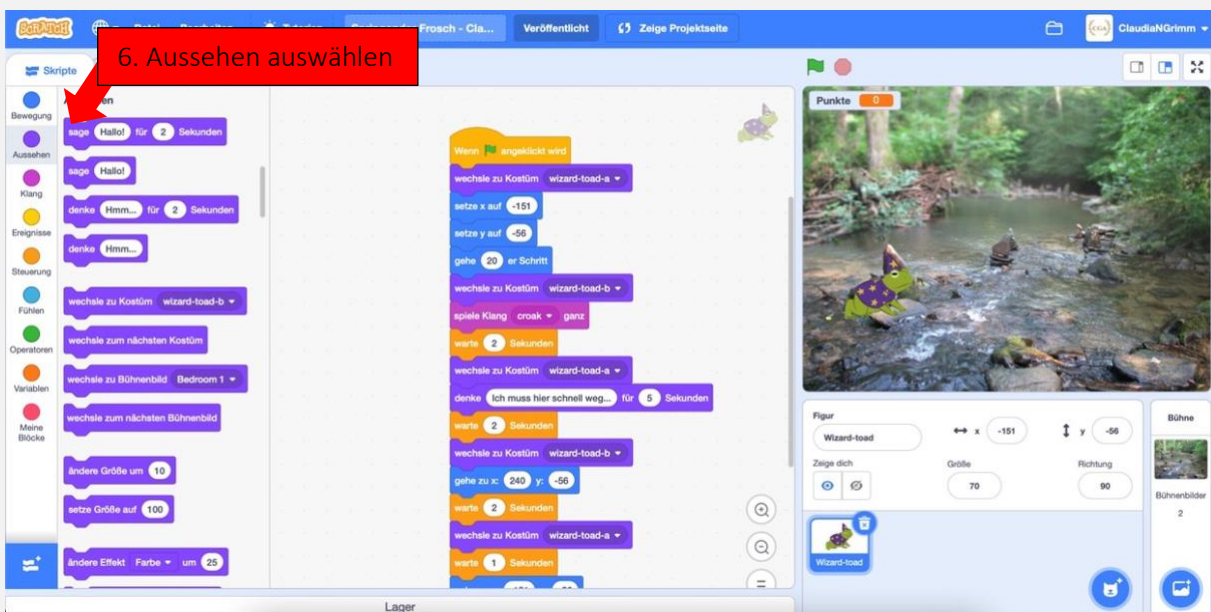 SCRATCH
Datei Bearbeiten Tutorien Springender Frosch - Cla... Veröffentlicht Zeige Projektseite ClaudiaNGrimm
6. Aussehen auswählen
Skripte
Bewegung
Aussehen
Klang
Ereignisse
Steuerung
Fühlen
Operatoren
Variablen
Meine
Blöcke
sage Hallo! für 2 Sekunden
sage Hallo!
denke Hmm... für 2 Sekunden
denke Hmm...
wechsle zu Kostüm wizard-toad-b
wechsle zum nächsten Kostüm
wechsle zu Bühnenbild Bedroom 1
wechsle zum nächsten Bühnenbild
ändere Größe um 10
setze Größe auf 100
ändere Effekt Farbe um 25
Wenn angeklickt wird
wechsle zu Kostüm wizard-toad-a
setze x auf -151
setze y auf -56
gehe 20 er Schritt
wechsle zu Kostüm wizard-toad-b
spiele Klang croak ganz
warte 2 Sekunden
wechsle zu Kostüm wizard-toad-a
denke Ich muss hier schnell weg... für 5 Sekunden
warte 2 Sekunden
wechsle zu Kostüm wizard-toad-b
gehe zu x: 240 y: -56
warte 2 Sekunden
wechsle zu Kostüm wizard-toad-a
warte 1 Sekunden
Lager
Punkte 0
Figur
Wizard-toad
x -151
y -56
Zeige dich
Größe
70
Richtung
90
Wizard-toad
Bühne
Bühnenbilder
2